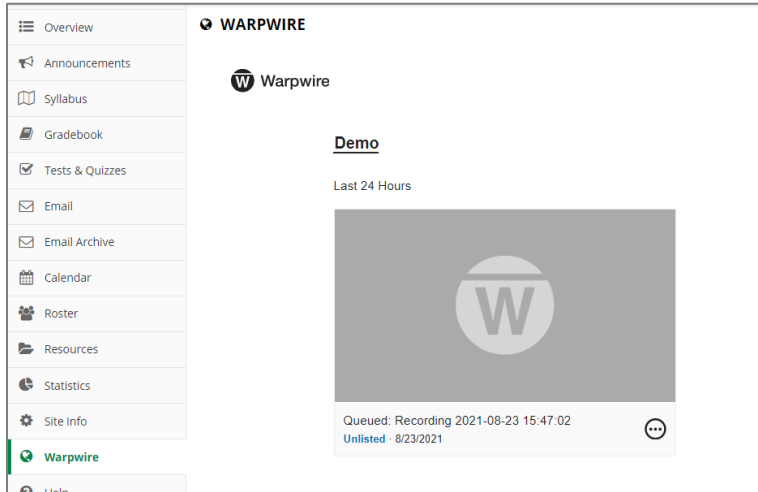 Overview
Announcements
Syllabus
Gradebook
Tests & Quizzes
Email
Email Archive
Calendar
Roster
Resources
Statistics
Site Info
Warpwire
Help
WARPWIRE
W Warpwire
Demo
Last 24 Hours
W
Queued: Recording 2021-08-23 15:47:02
Unlisted · 8/23/2021